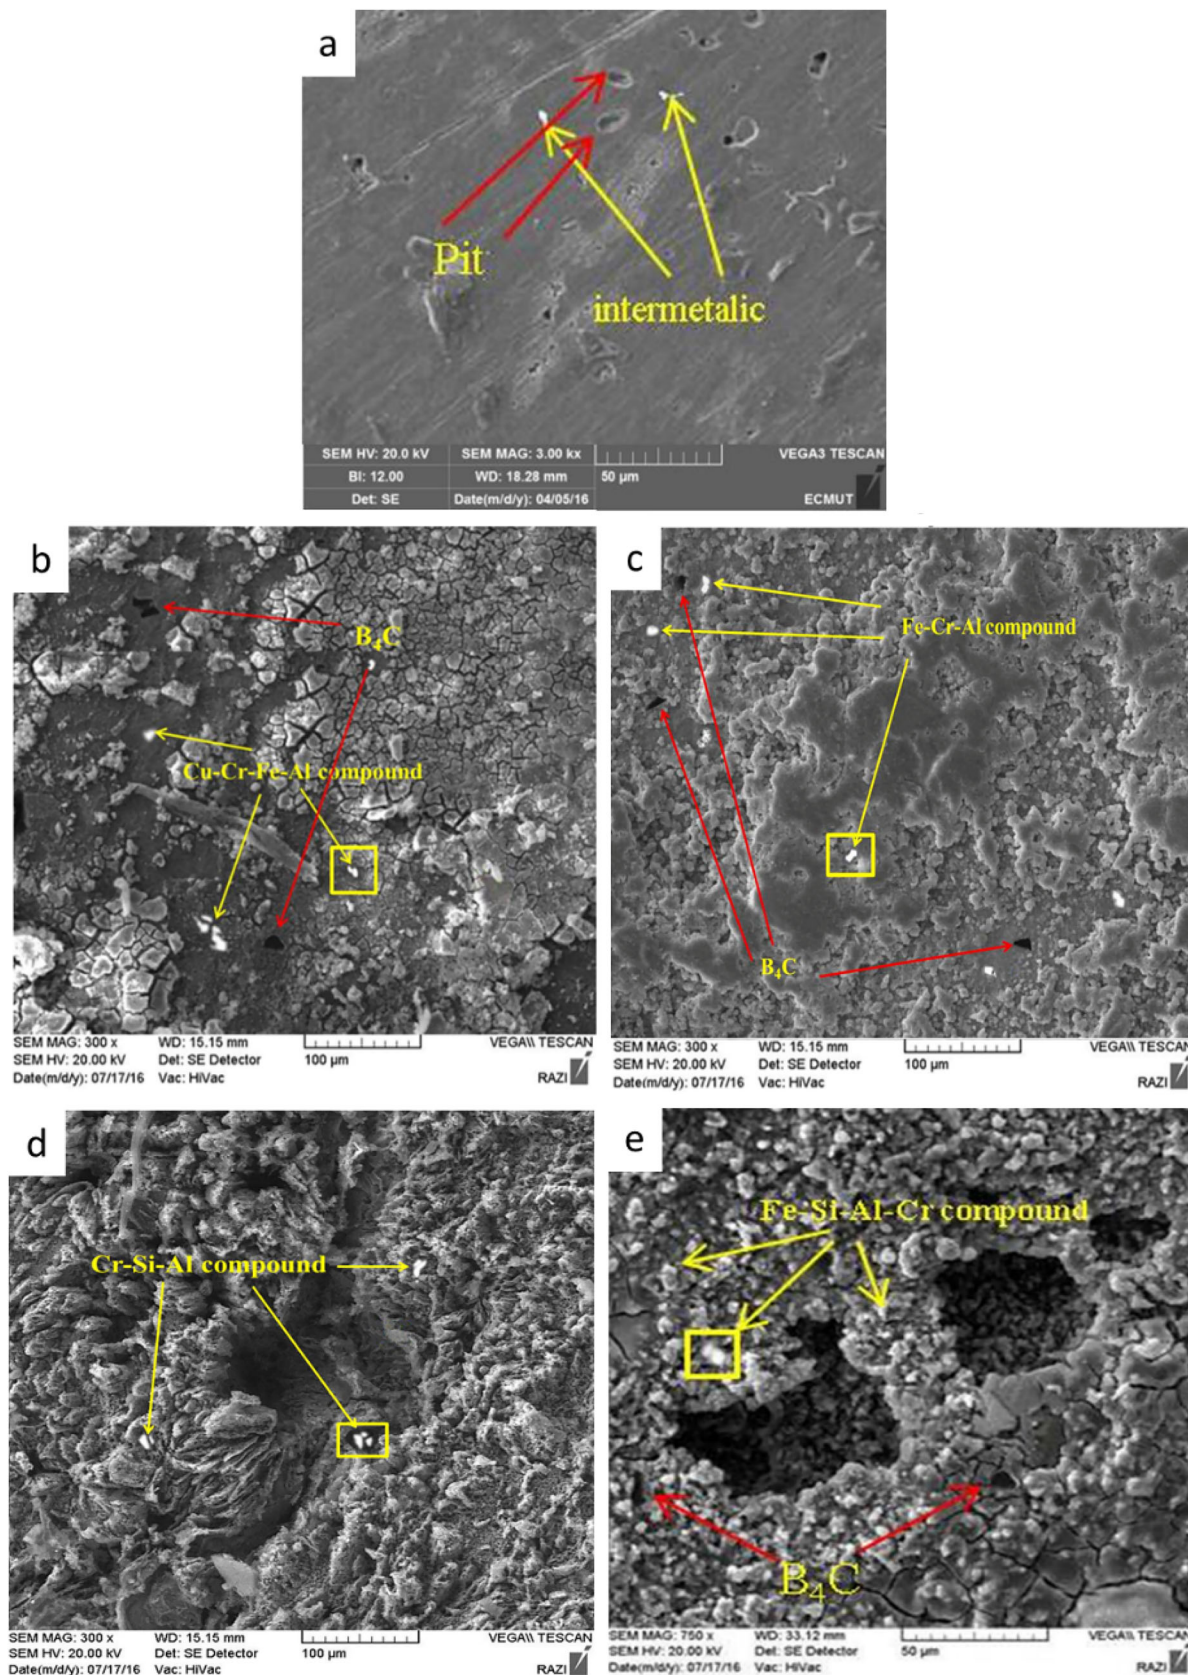 a
Pit
intermetalic
SEM HV: 20.0 kV SEM MAG: 3.00 kx VEGA3 TESCAN
BI: 12.00 WD: 18.28 mm 50 µm
Det: SE Date(m/d/y): 04/05/16 ECMUT
b
B₄C
Cu-Cr-Fe-Al compound
SEM MAG: 300 x WD: 15.15 mm VEGA\\ TESCAN
SEM HV: 20.00 kV Det: SE Detector 100 µm
Date(m/d/y): 07/17/16 Vac: HiVac RAZI
c
Fe-Cr-Al compound
B₄C
SEM MAG: 300 x WD: 15.15 mm VEGA\\ TESCAN
SEM HV: 20.00 kV Det: SE Detector 100 µm
Date(m/d/y): 07/17/16 Vac: HiVac RAZI
d
Cr-Si-Al compound
SEM MAG: 300 x WD: 15.15 mm VEGA\\ TESCAN
SEM HV: 20.00 kV Det: SE Detector 100 µm
Date(m/d/y): 07/17/16 Vac: HiVac RAZI
e
Fe-Si-Al-Cr compound
B₄C
SEM MAG: 750 x WD: 33.12 mm VEGA\\ TESCAN
SEM HV: 20.00 kV Det: SE Detector 50 µm
Date(m/d/y): 07/17/16 Vac: HiVac RAZI